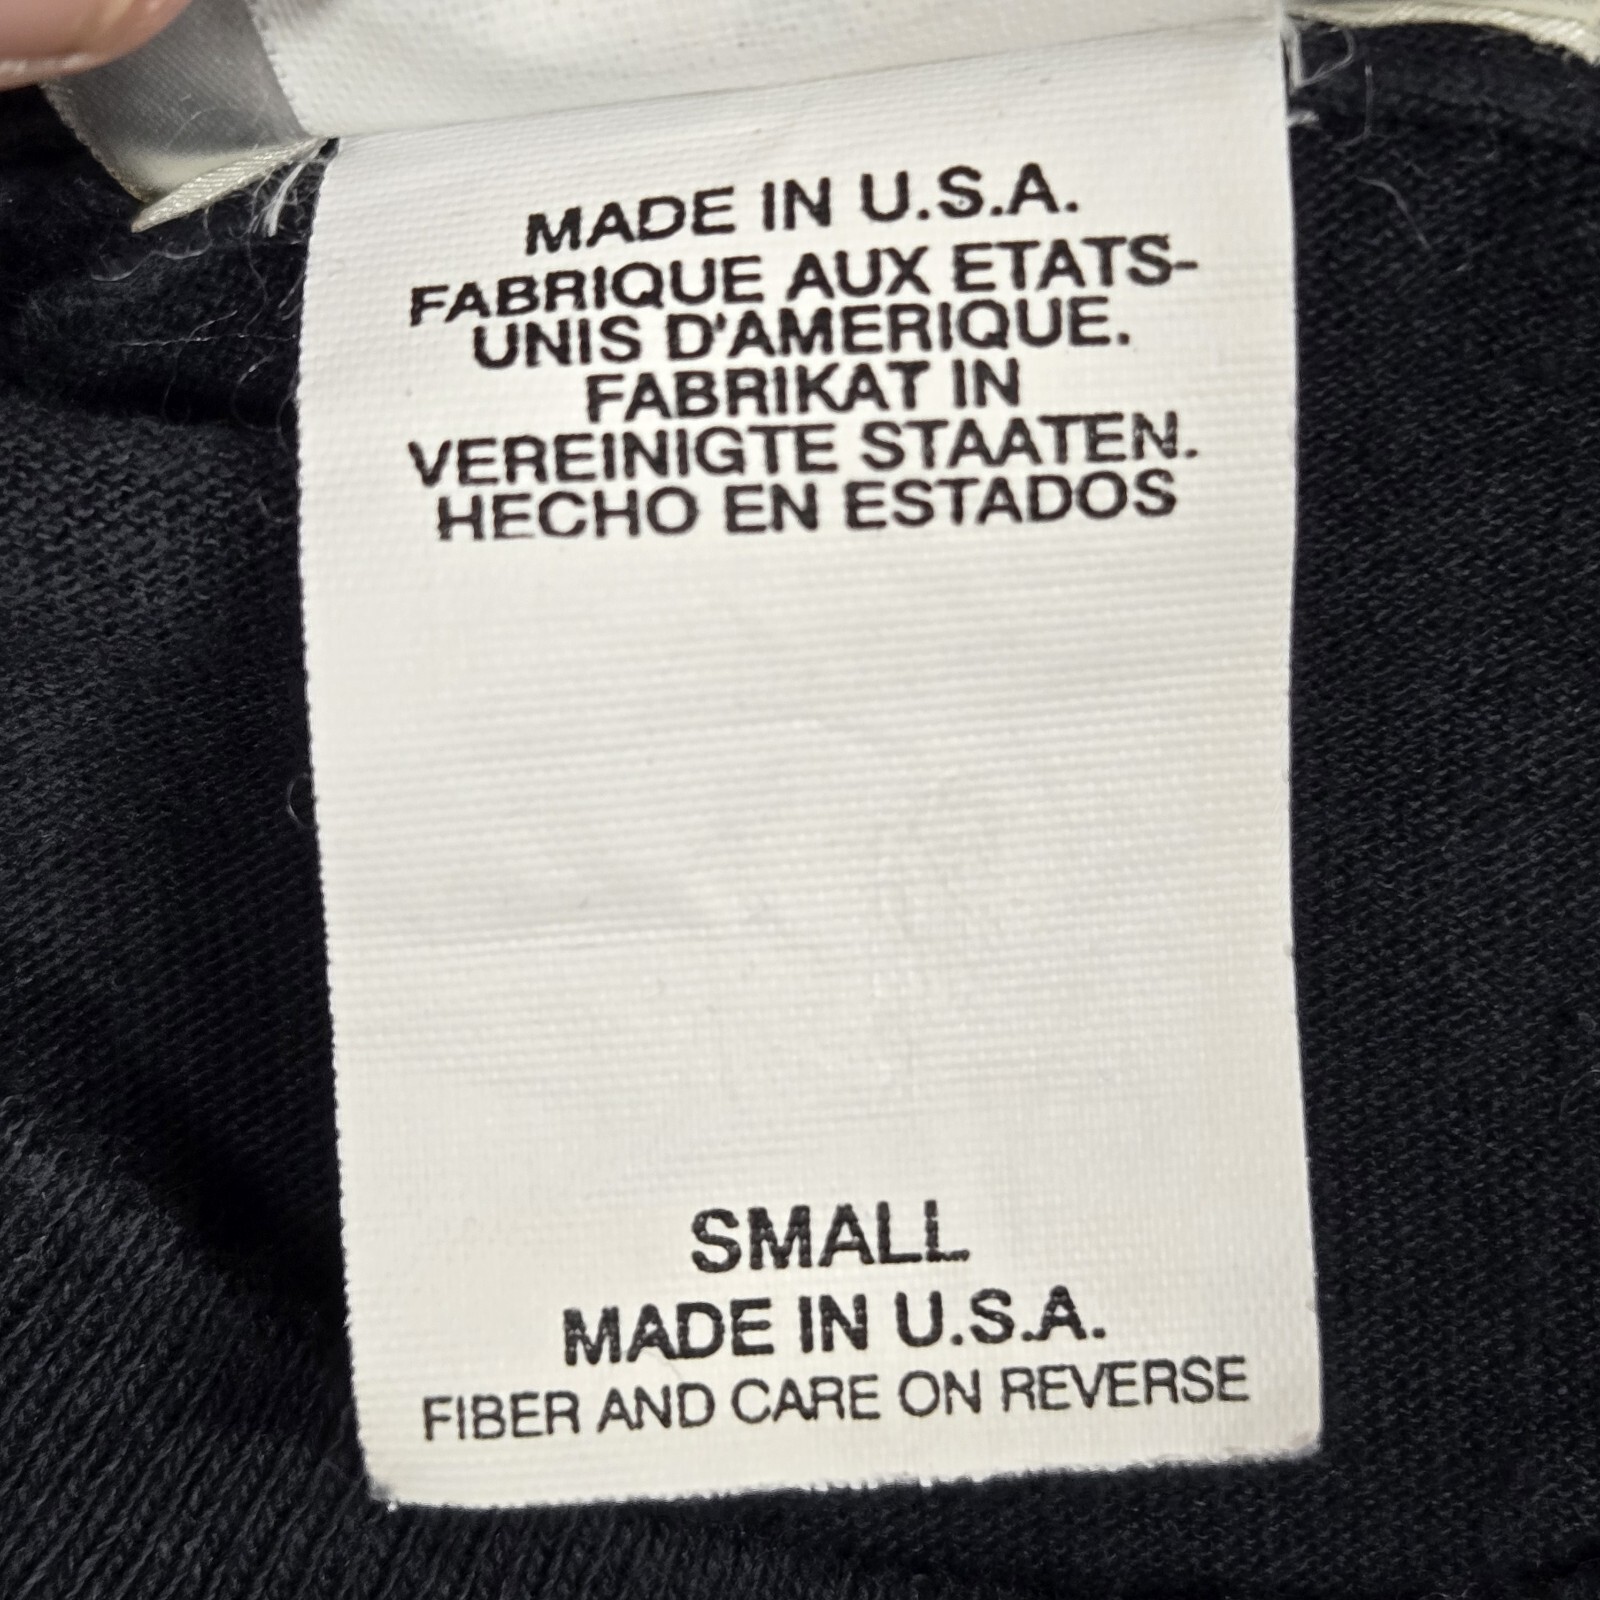 MADE IN U.S.A.
FABRIQUE AUX ETATS-
UNIS D'AMERIQUE.
FABRIKAT IN
VEREINIGTE STAATEN.
HECHO EN ESTADOS
SMALL
MADE IN U.S.A.
FIBER AND CARE ON REVERSE